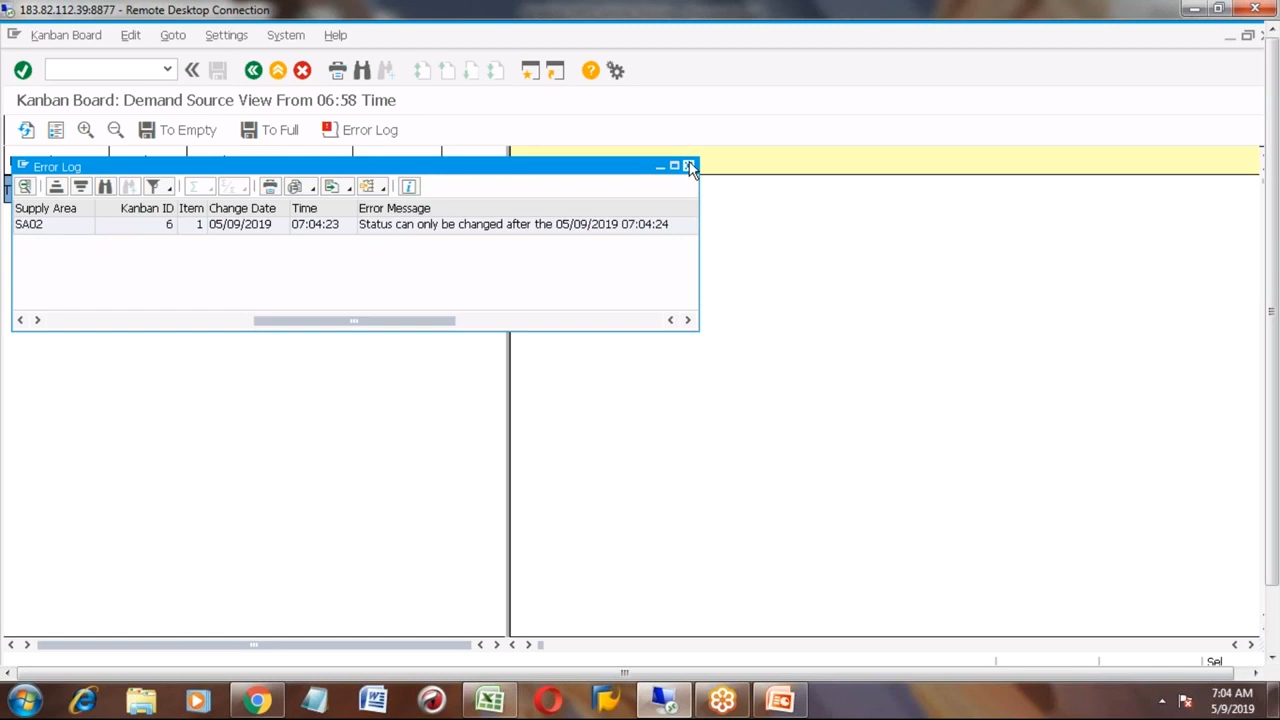 183.82.112.39:8877 - Remote Desktop Connection
Kanban Board Edit Goto Settings System Help
Kanban Board: Demand Source View From 06:58 Time
To Empty To Full Error Log
Error Log
Supply Area Kanban ID Item Change Date Time Error Message
SA02 6 1 05/09/2019 07:04:23 Status can only be changed after the 05/09/2019 07:04:24
Sel
7:04 AM
5/9/2019